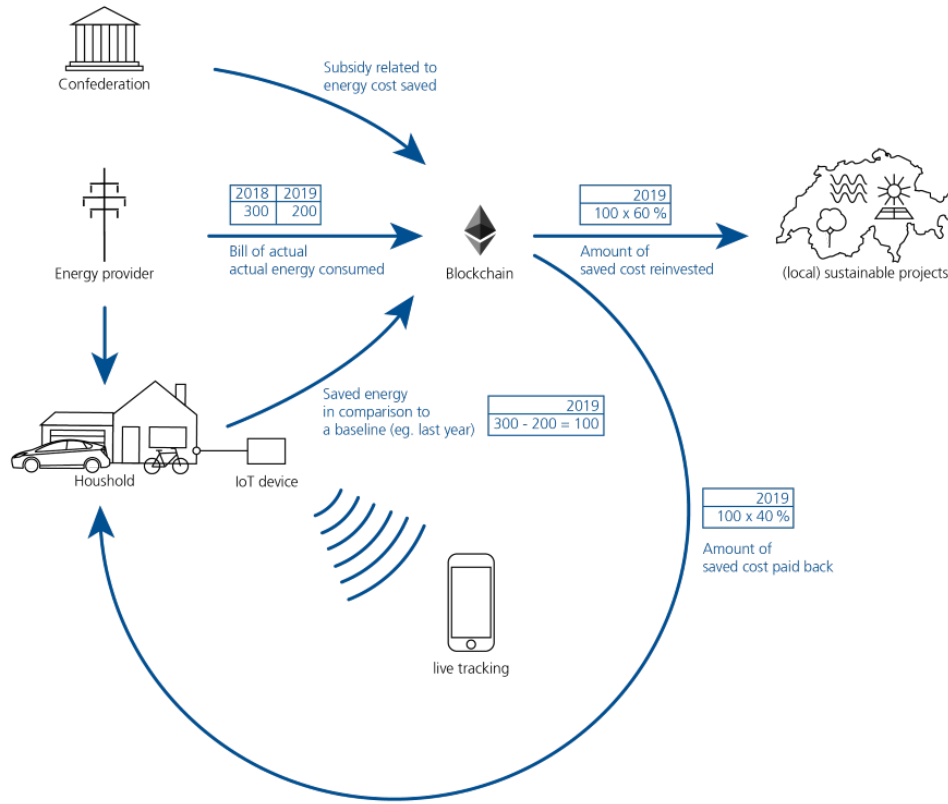 Confederation
Subsidy related to
energy cost saved
2018 2019
300 200
Bill of actual
actual energy consumed
Energy provider
Blockchain
2019
100 x 60 %
Amount of
saved cost reinvested
(local) sustainable projects
Saved energy
in comparison to
a baseline (eg. last year)
2019
300 - 200 = 100
Houshold
IoT device
2019
100 x 40 %
Amount of
saved cost paid back
live tracking